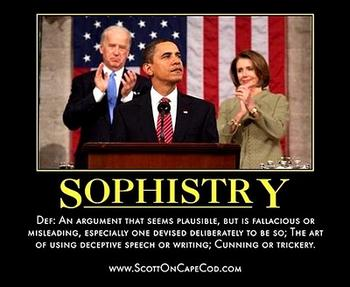 SOPHISTRY
DEF: AN ARGUMENT THAT SEEMS PLAUSIBLE, BUT IS FALLACIOUS OR
MISLEADING, ESPECIALLY ONE DEVISED DELIBERATELY TO BE SO; THE ART
OF USING DECEPTIVE SPEECH OR WRITING; CUNNING OR TRICKERY.
WWW.SCOTTONCAPECOD.COM